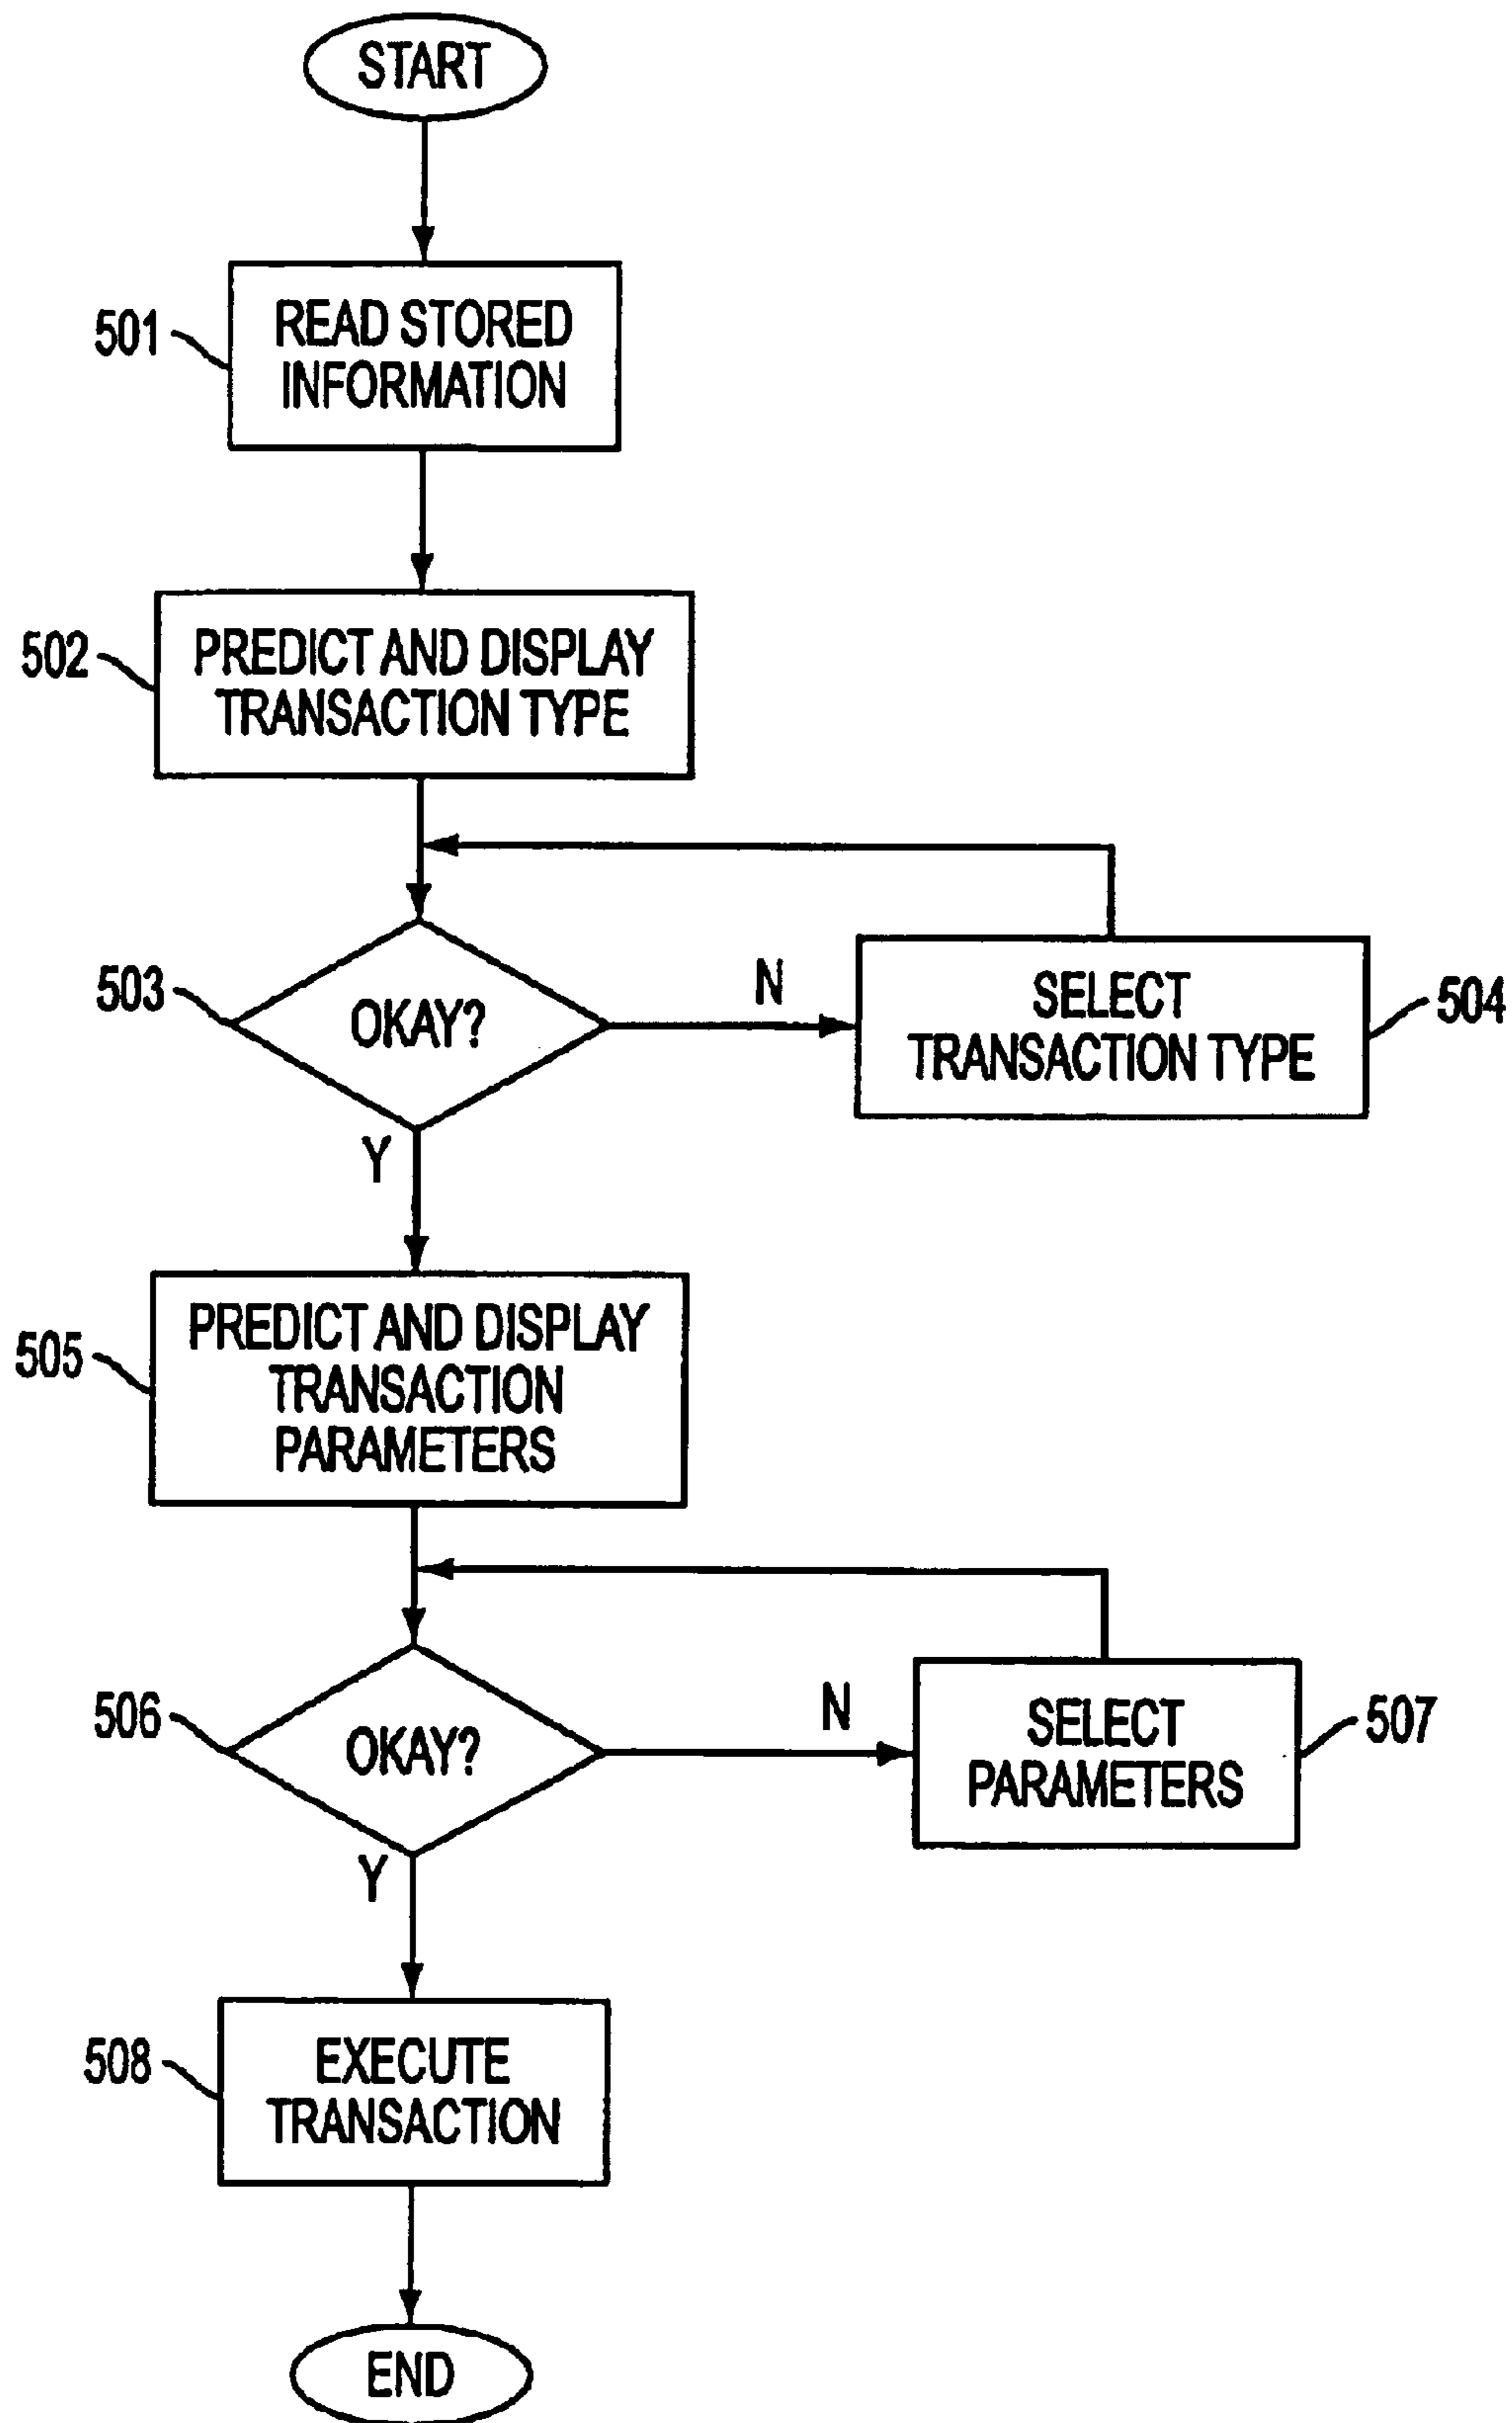 START
501
READ STORED
INFORMATION
502
PREDICT AND DISPLAY
TRANSACTION TYPE
503
OKAY?
N
SELECT
TRANSACTION TYPE
504
Y
505
PREDICT AND DISPLAY
TRANSACTION
PARAMETERS
506
OKAY?
N
SELECT
PARAMETERS
507
Y
508
EXECUTE
TRANSACTION
END